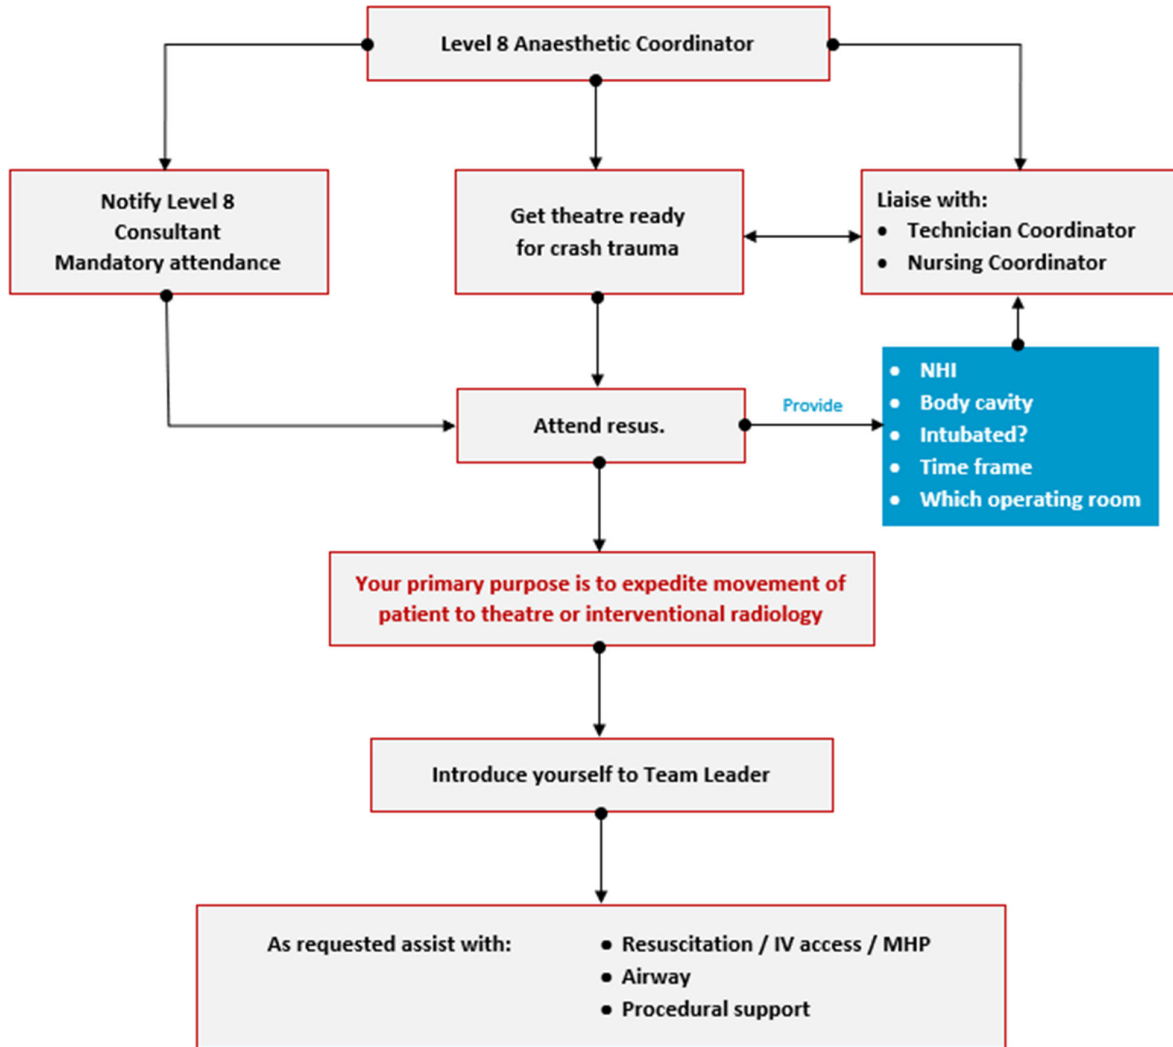 Level 8 Anaesthetic Coordinator
Notify Level 8
Consultant
Mandatory attendance
Get theatre ready
for crash trauma
Liaise with:
• Technician Coordinator
• Nursing Coordinator
Attend resus.
Provide
• NHI
• Body cavity
• Intubated?
• Time frame
• Which operating room
Your primary purpose is to expedite movement of
patient to theatre or interventional radiology
Introduce yourself to Team Leader
As requested assist with:
• Resuscitation / IV access / MHP
• Airway
• Procedural support